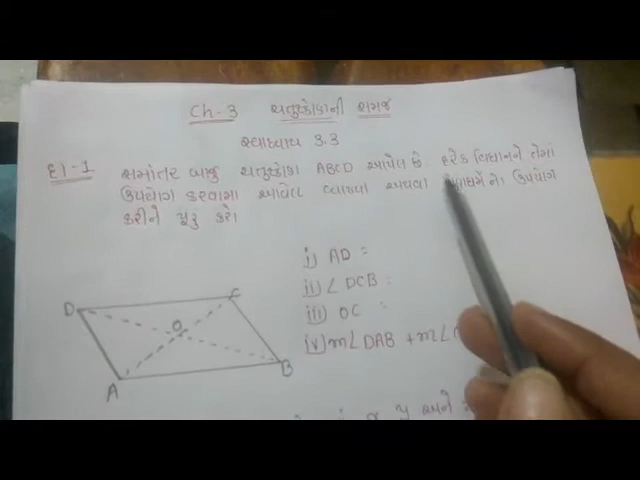 Ch-3 ચતુષ્કોણની સમજ
સ્વાધ્યાય 3.3
દા-1 સમાંતર બાજુ ચતુષ્કોણ ABCD આપેલ છે. દરેક વિધાનને તેમાં
ઉપયોગ કરવામાં આવેલ વ્યાખ્યા અથવા ગુણધર્મનો ઉપયોગ
કરીને પૂરું કરો
i) AD =
ii) ∠ DCB =
iii) OC =
iv) m∠ DAB + m∠
D
C
O
A
B